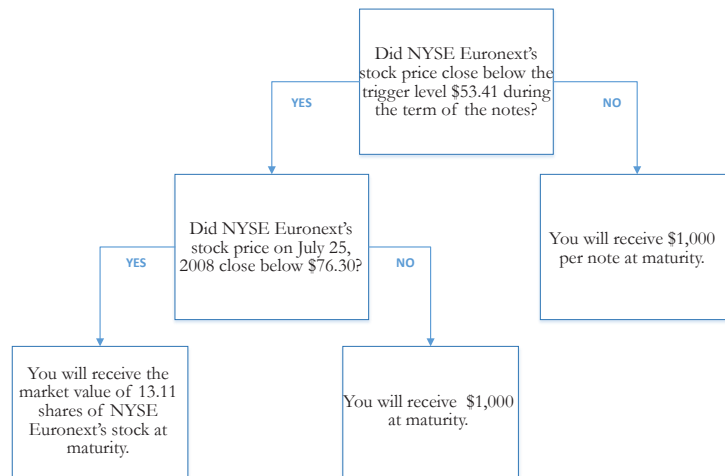 Did NYSE Euronext's
stock price close below the
trigger level $53.41 during
the term of the notes?
YES
NO
Did NYSE Euronext's
stock price on July 25,
2008 close below $76.30?
You will receive $1,000
per note at maturity.
YES
NO
You will receive the
market value of 13.11
shares of NYSE
Euronext's stock at
maturity.
You will receive $1,000
at maturity.